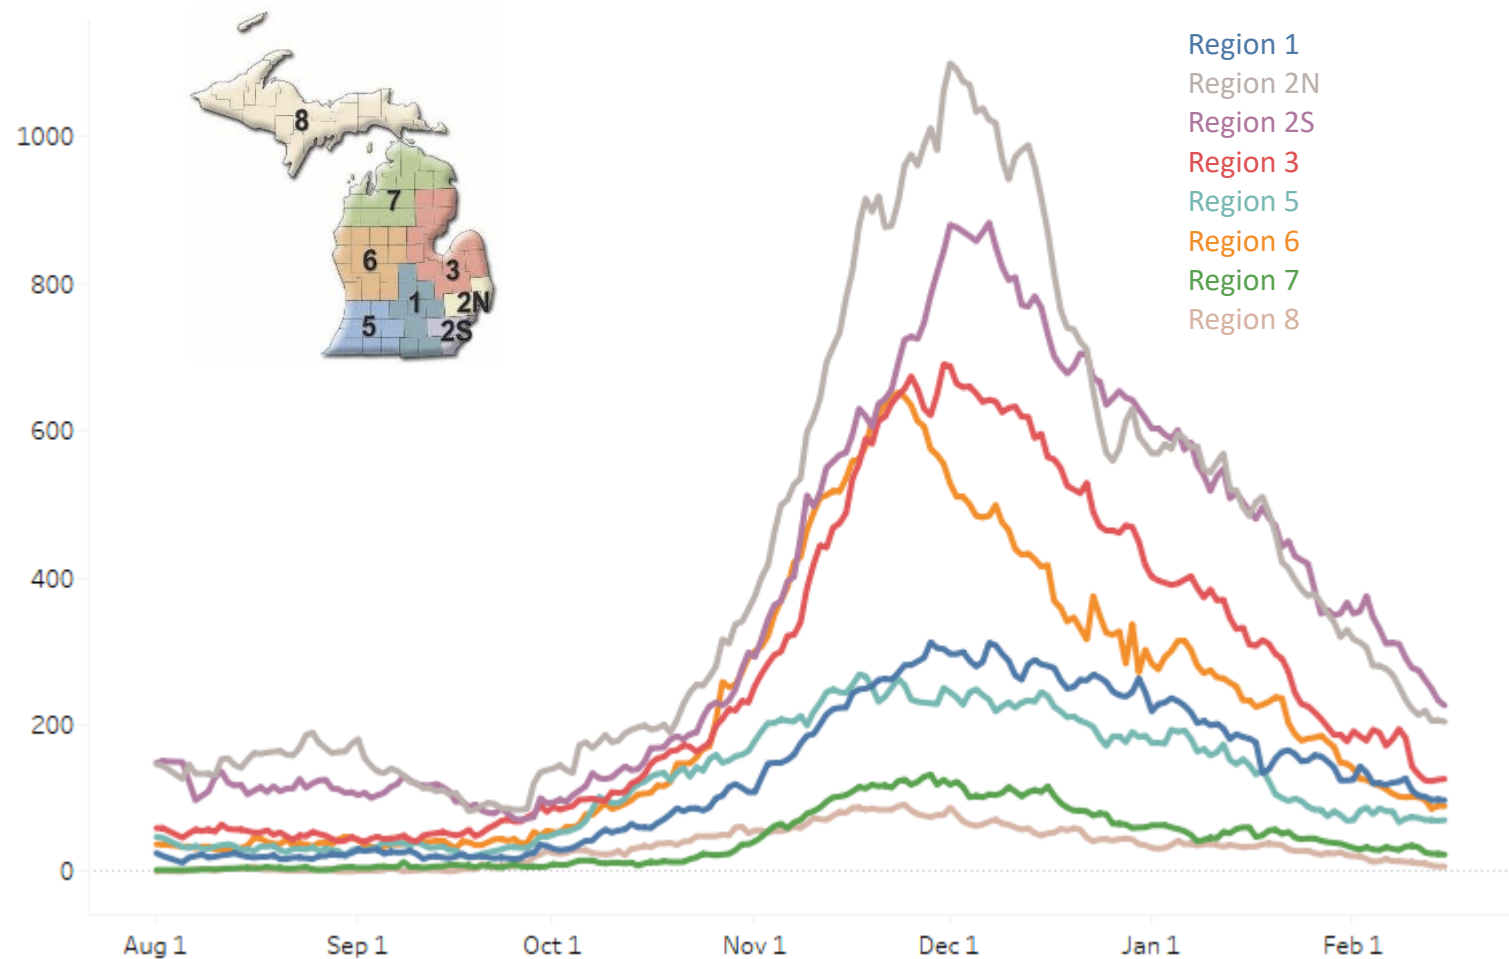 Region 1
Region 2N
Region 2S
Region 3
Region 5
Region 6
Region 7
Region 8
8
7
6
3
2N
1
5
2S
1000
800
600
400
200
0
Aug 1 Sep 1 Oct 1 Nov 1 Dec 1 Jan 1 Feb 1